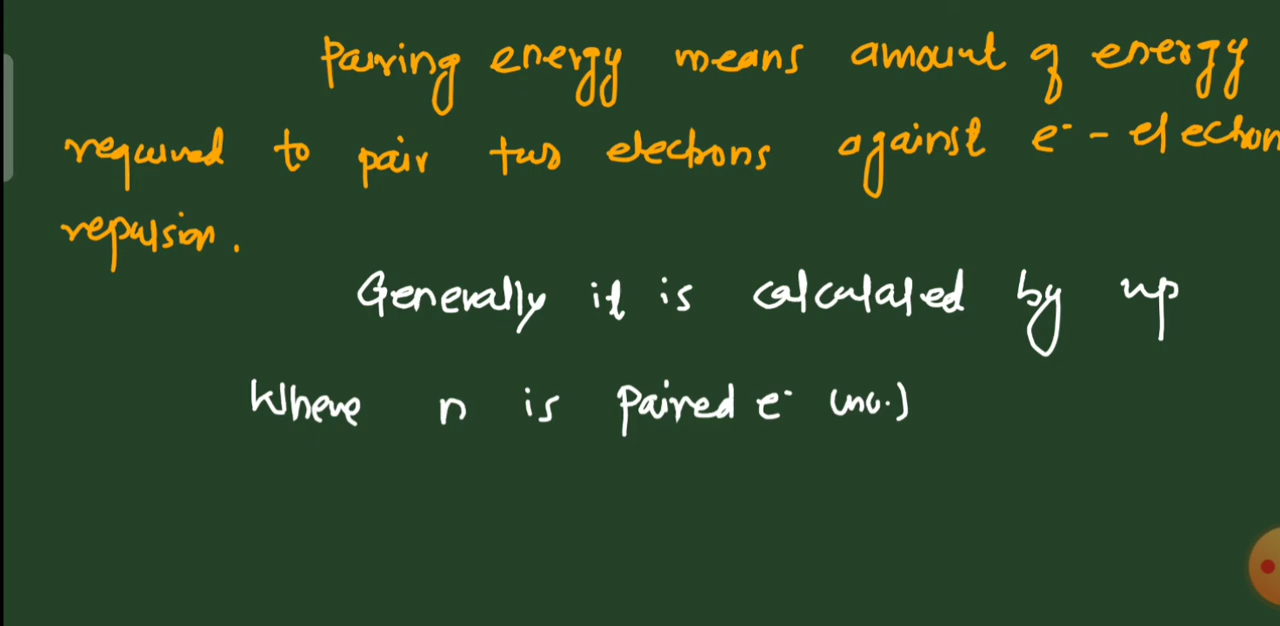 Pairing energy means amount of energy
required to pair two electrons against e⁻ - electron
repulsion.
Generally it is calculated by np
Where n is paired e⁻ (no.)